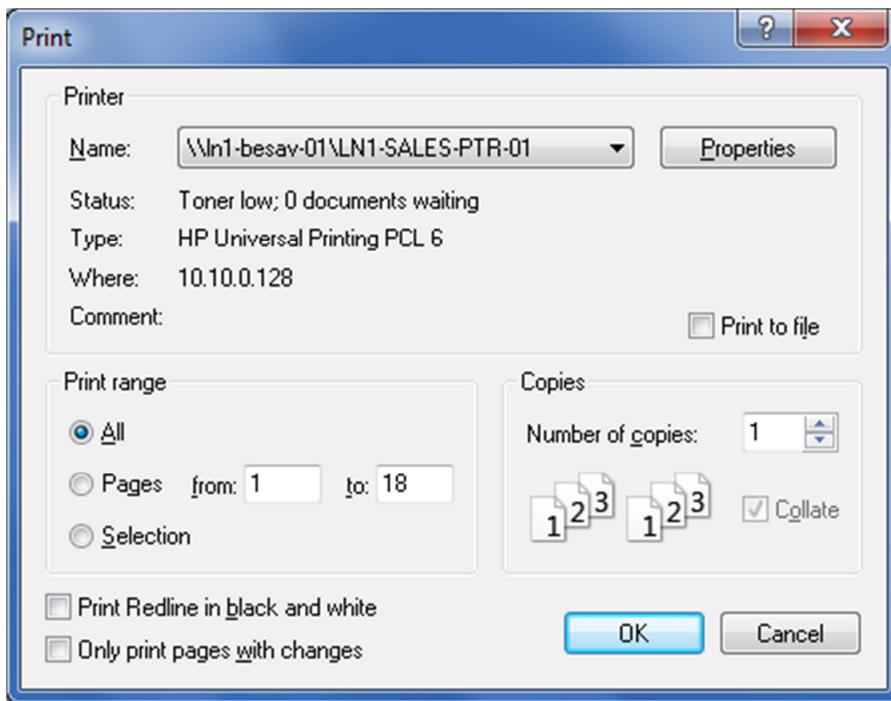 Print
Printer
Name: \\ln1-besav-01\LN1-SALES-PTR-01 Properties
Status: Toner low; 0 documents waiting
Type: HP Universal Printing PCL 6
Where: 10.10.0.128
Comment:
Print to file
Print range
All
Pages from: 1 to: 18
Selection
Copies
Number of copies: 1
1 2 3 1 2 3
Collate
Print Redline in black and white
Only print pages with changes
OK Cancel